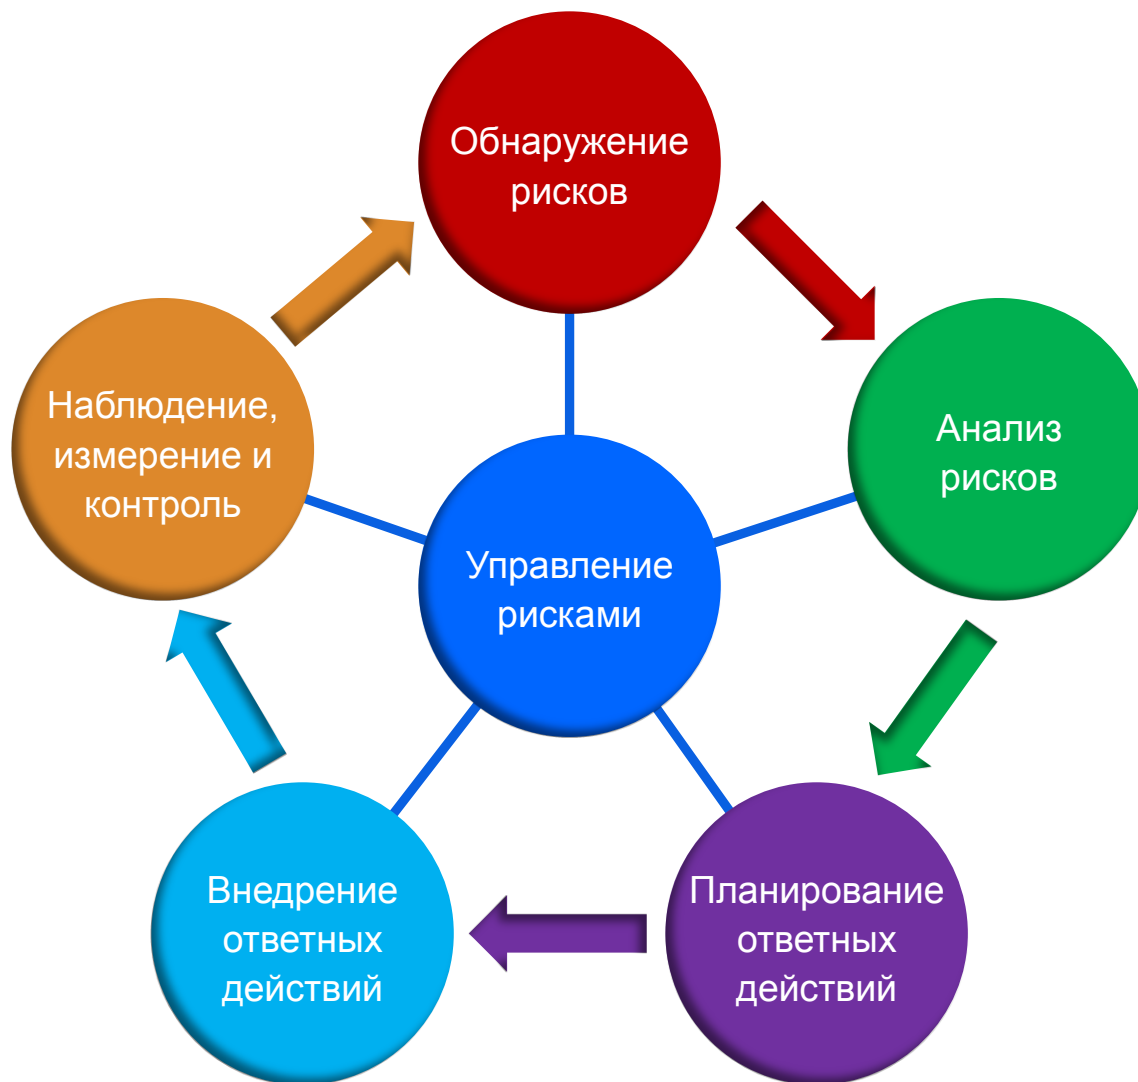 Обнаружение
рисков
Анализ
рисков
Планирование
ответных
действий
Внедрение
ответных
действий
Наблюдение,
измерение и
контроль
Управление
рисками